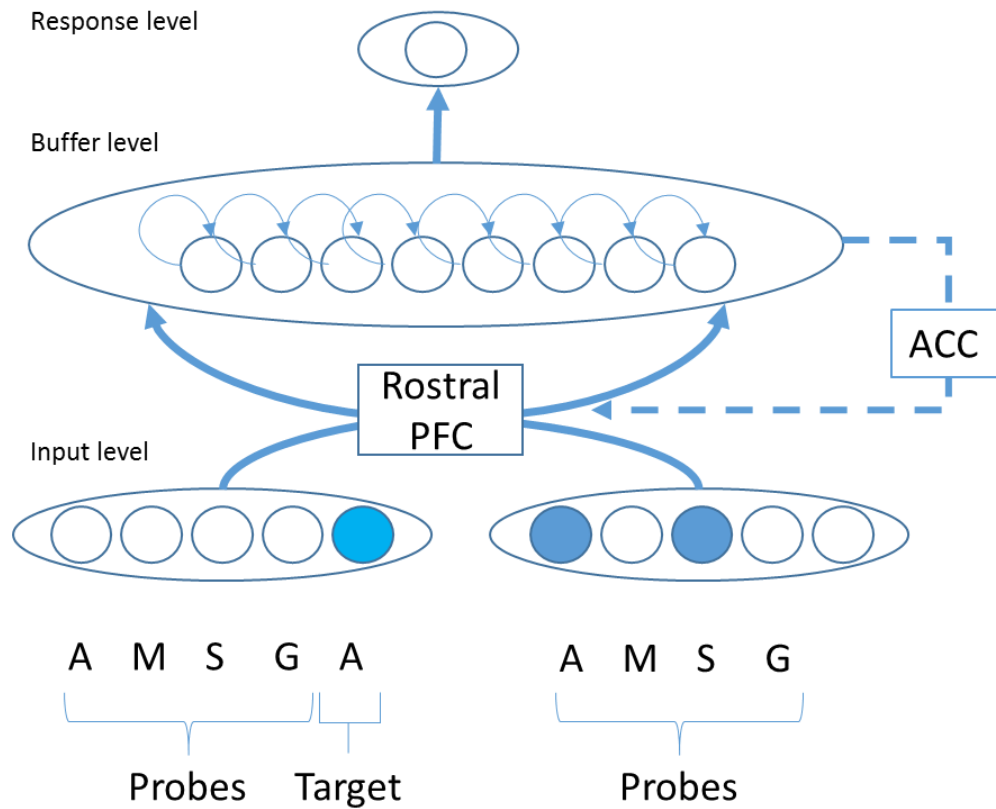 Response level
Buffer level
ACC
Rostral
PFC
Input level
A M S G A
A M S G
Probes Target
Probes